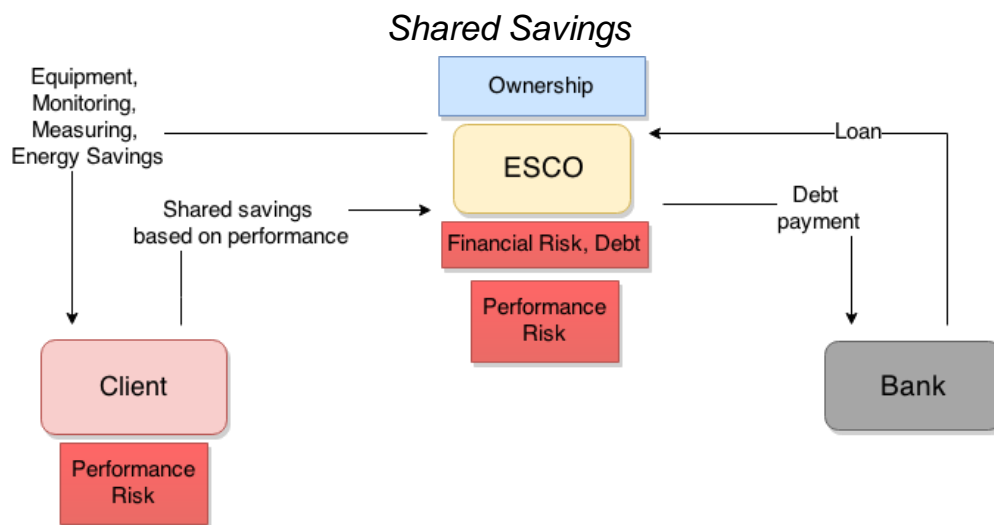 Shared Savings
Equipment,
Monitoring,
Measuring,
Energy Savings
Ownership
Loan
ESCO
Shared savings
based on performance
Debt
payment
Financial Risk, Debt
Performance
Risk
Client
Bank
Performance
Risk